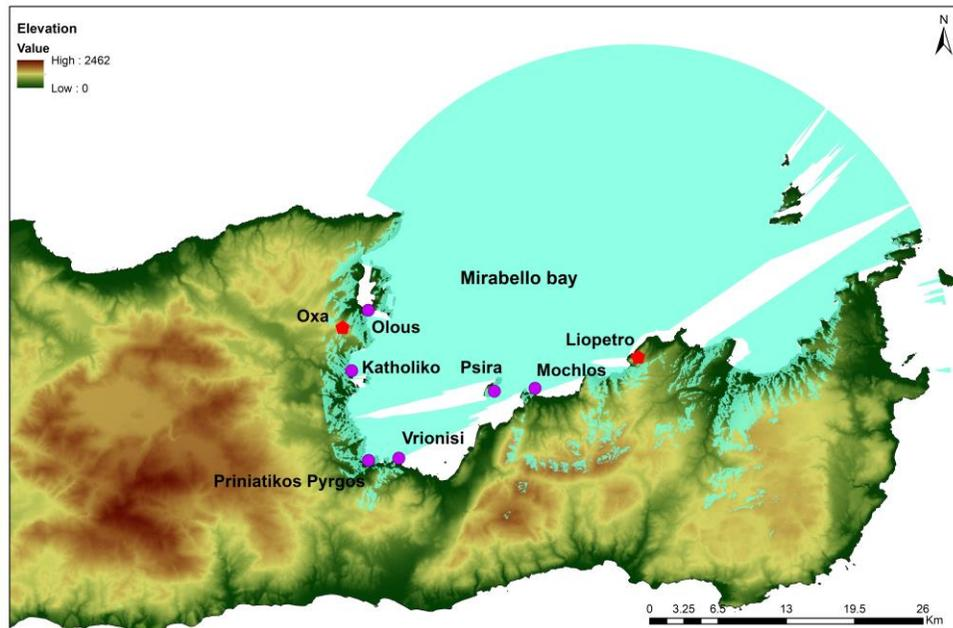 Elevation
Value
High : 2462
Low : 0
N
Mirabello bay
Oxa
Olous
Liopetro
Katholiko
Psira
Mochlos
Vrionisi
Priniatikos Pyrgos
0 3.25 6.5 13 19.5 26
Km